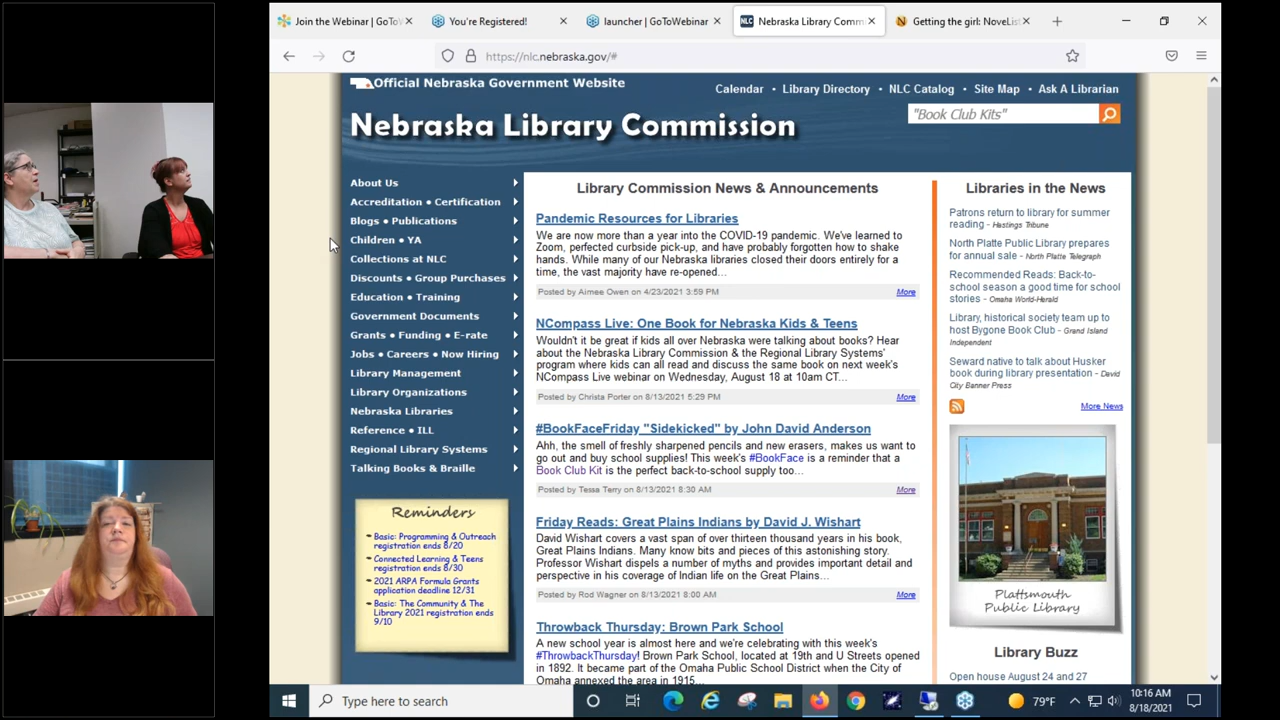 Join the Webinar | GoToW
You're Registered!
launcher | GoToWebinar
Nebraska Library Comm
Getting the girl: NoveList
https://nlc.nebraska.gov/#
Official Nebraska Government Website
Calendar • Library Directory • NLC Catalog • Site Map • Ask A Librarian
Nebraska Library Commission
"Book Club Kits"
About Us
Accreditation • Certification
Blogs • Publications
Children • YA
Collections at NLC
Discounts • Group Purchases
Education • Training
Government Documents
Grants • Funding • E-rate
Jobs • Careers • Now Hiring
Library Management
Library Organizations
Nebraska Libraries
Reference • ILL
Regional Library Systems
Talking Books & Braille
Reminders
Basic: Programming & Outreach
registration ends 8/20
Connected Learning & Teens
registration ends 8/30
2021 ARPA Formula Grants
application deadline 12/31
Basic: The Community & The
Library 2021 registration ends
9/10
Library Commission News & Announcements
Pandemic Resources for Libraries
We are now more than a year into the COVID-19 pandemic. We've learned to
Zoom, perfected curbside pick-up, and have probably forgotten how to shake
hands. While many of our Nebraska libraries closed their doors entirely for a
time, the vast majority have re-opened...
Posted by Aimee Owen on 4/23/2021 3:59 PM
More
NCompass Live: One Book for Nebraska Kids & Teens
Wouldn't it be great if kids all over Nebraska were talking about books? Hear
about the Nebraska Library Commission & the Regional Library Systems'
program where kids can all read and discuss the same book on next week's
NCompass Live webinar on Wednesday, August 18 at 10am CT...
Posted by Christa Porter on 8/13/2021 5:29 PM
More
#BookFaceFriday "Sidekicked" by John David Anderson
Ahh, the smell of freshly sharpened pencils and new erasers, makes us want to
go out and buy school supplies! This week's #BookFace is a reminder that a
Book Club Kit is the perfect back-to-school supply too...
Posted by Tessa Terry on 8/13/2021 8:30 AM
More
Friday Reads: Great Plains Indians by David J. Wishart
David Wishart covers a vast span of over thirteen thousand years in his book,
Great Plains Indians. Many know bits and pieces of this astonishing story.
Professor Wishart dispels a number of myths and provides important detail and
perspective in his coverage of Indian life on the Great Plains...
Posted by Rod Wagner on 8/13/2021 8:00 AM
More
Throwback Thursday: Brown Park School
A new school year is almost here and we're celebrating with this week's
#ThrowbackThursday! Brown Park School, located at 19th and U Streets opened
in 1892. It became part of the Omaha Public School District when the City of
Omaha annexed the area in 1915...
Libraries in the News
Patrons return to library for summer
reading - Hastings Tribune
North Platte Public Library prepares
for annual sale - North Platte Telegraph
Recommended Reads: Back-to-
school season a good time for school
stories - Omaha World-Herald
Library, historical society team up to
host Bygone Book Club - Grand Island
Independent
Seward native to talk about Husker
book during library presentation - David
City Banner Press
More News
Plattsmouth
Public Library
Library Buzz
Open house August 24 and 27
Type here to search
79°F
10:16 AM
8/18/2021